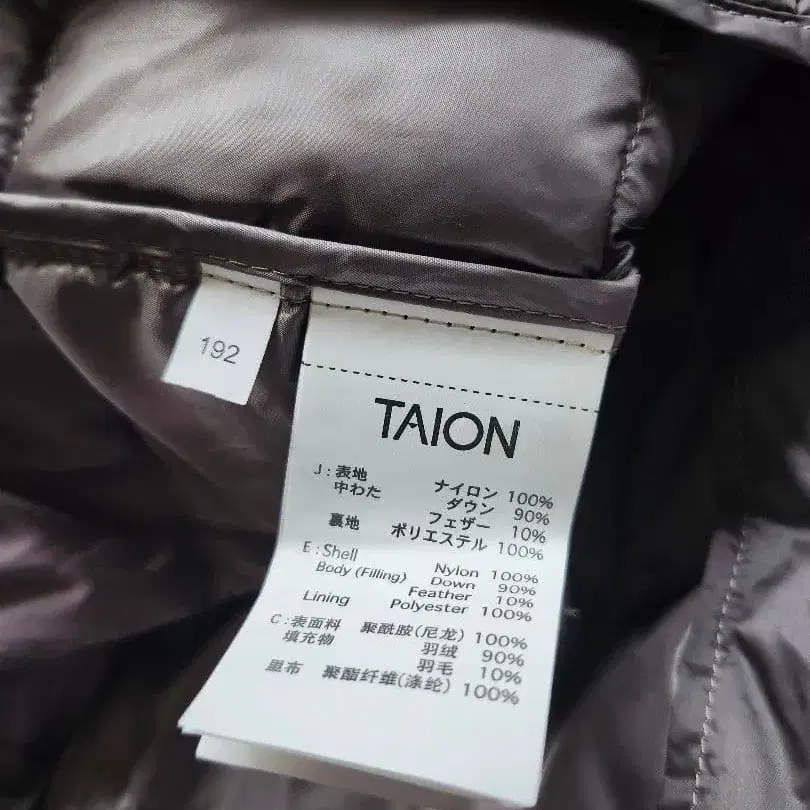 192
TAION
J : 表地 ナイロン 100%
中わた ダウン 90%
フェザー 10%
裏地 ポリエステル 100%
E : Shell Nylon 100%
Body (Filling) Down 90%
Feather 10%
Lining Polyester 100%
C : 表面料 聚酰胺(尼龙) 100%
填充物 羽绒 90%
羽毛 10%
里布 聚酯纤维(涤纶) 100%